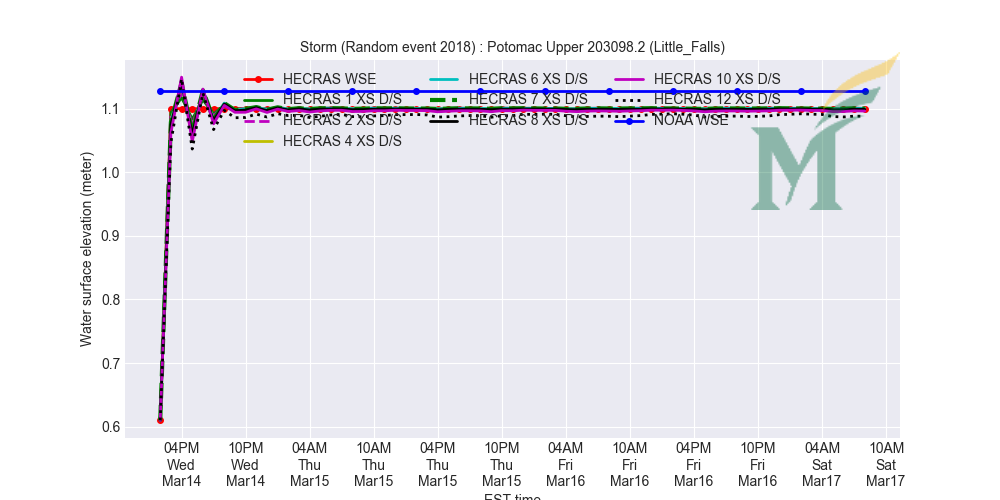 Storm (Random event 2018) : Potomac Upper 203098.2 (Little_Falls)
HECRAS WSE
HECRAS 1 XS D/S
HECRAS 2 XS D/S
HECRAS 4 XS D/S
HECRAS 6 XS D/S
HECRAS 7 XS D/S
HECRAS 8 XS D/S
HECRAS 10 XS D/S
HECRAS 12 XS D/S
NOAA WSE
M
Water surface elevation (meter)
1.1
1.0
0.9
0.8
0.7
0.6
04PM Wed Mar14
10PM Wed Mar14
04AM Thu Mar15
10AM Thu Mar15
04PM Thu Mar15
10PM Thu Mar15
04AM Fri Mar16
10AM Fri Mar16
04PM Fri Mar16
10PM Fri Mar16
04AM Sat Mar17
10AM Sat Mar17
EST time